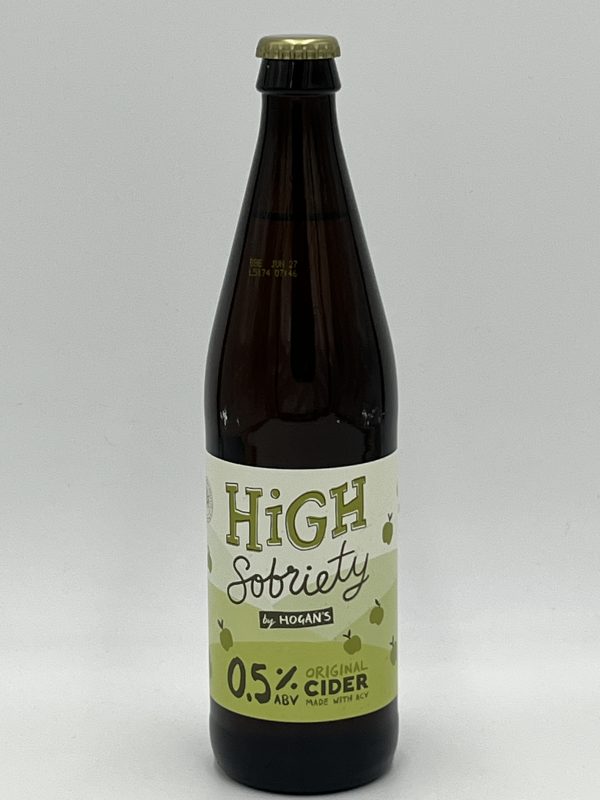 BBE JUN 27
L5174 07:46
HiGH
Sobriety
by HOGAN'S
0.5% ABV
ORIGINAL
CIDER
MADE WITH ACV